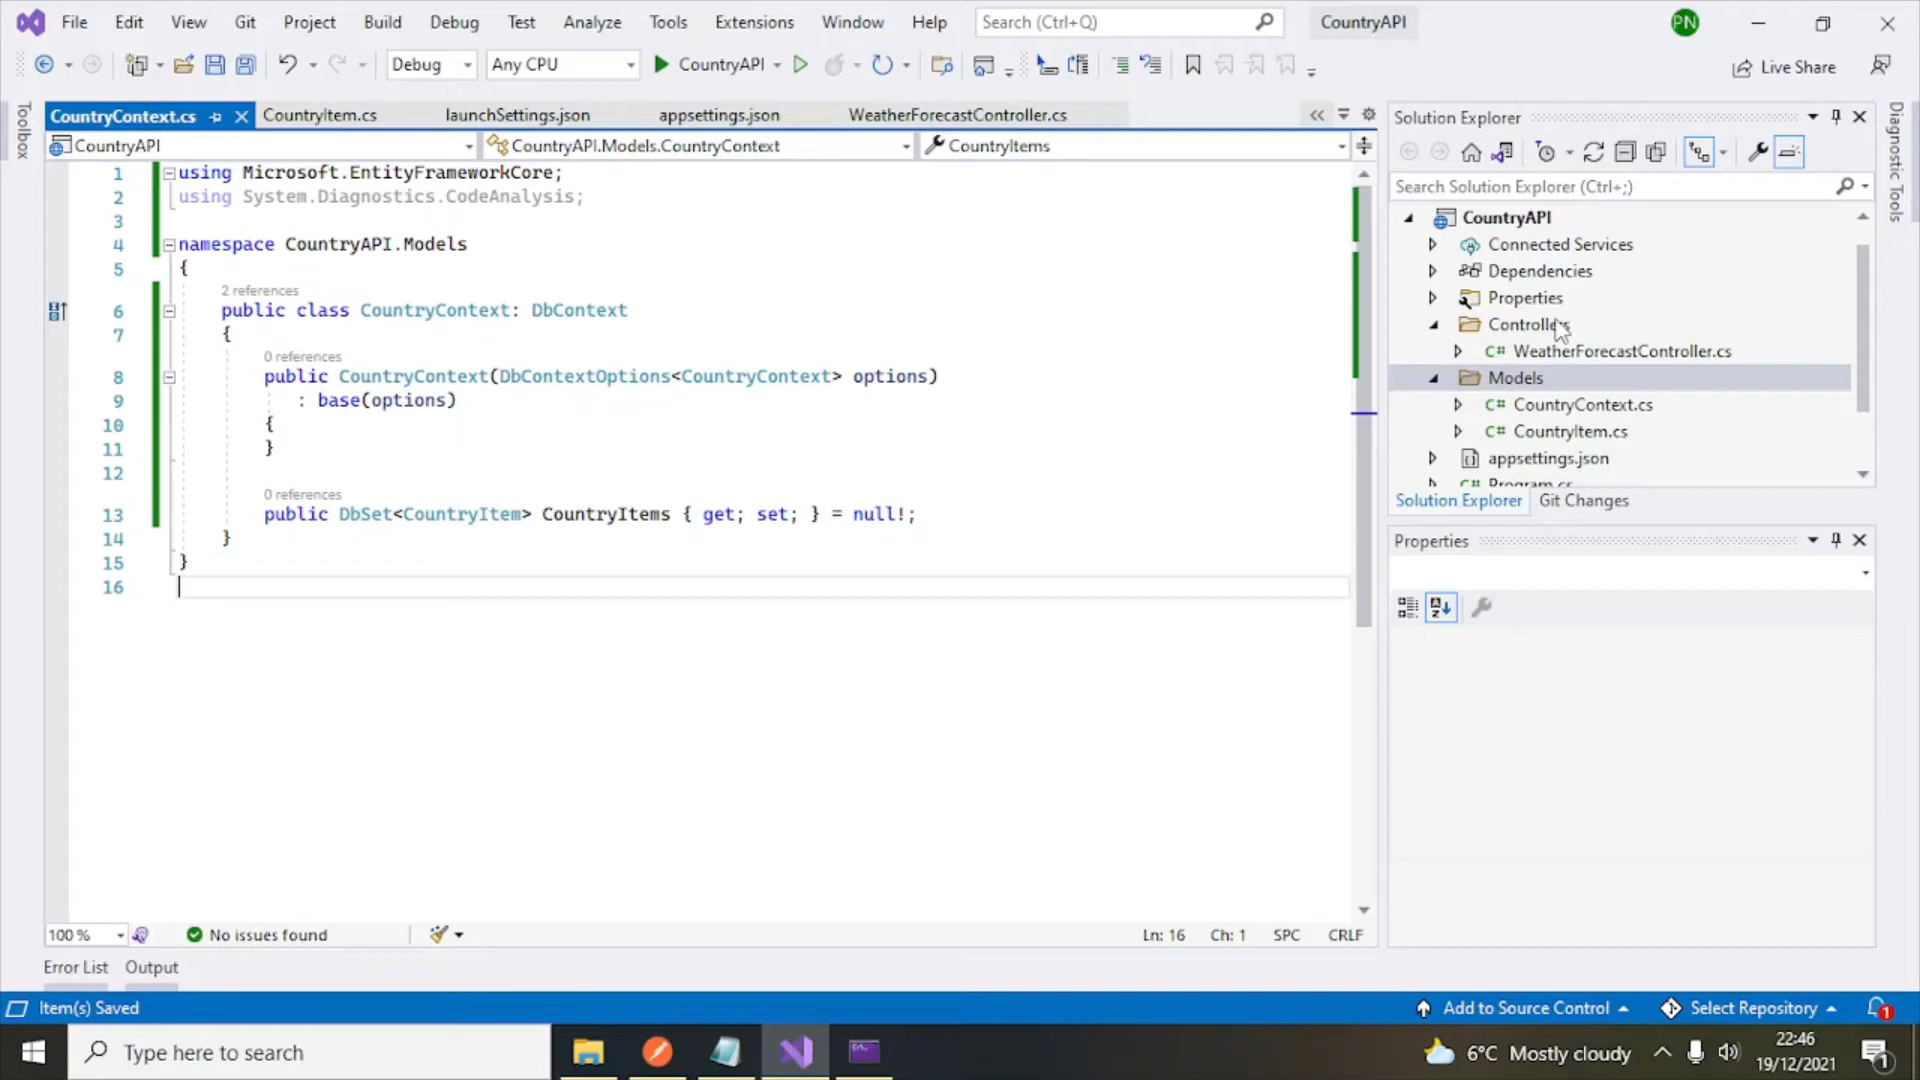 File Edit View Git Project Build Debug Test Analyze Tools Extensions Window Help Search (Ctrl+Q) CountryAPI PN
Debug Any CPU CountryAPI Live Share
Toolbox
CountryContext.cs CountryItem.cs launchSettings.json appsettings.json WeatherForecastController.cs
CountryAPI CountryAPI.Models.CountryContext CountryItems
1 using Microsoft.EntityFrameworkCore;
2 using System.Diagnostics.CodeAnalysis;
3
4 namespace CountryAPI.Models
5 {
2 references
6 public class CountryContext: DbContext
7 {
0 references
8 public CountryContext(DbContextOptions<CountryContext> options)
9 : base(options)
10 {
11 }
12
0 references
13 public DbSet<CountryItem> CountryItems { get; set; } = null!;
14 }
15 }
16
100 % No issues found Ln: 16 Ch: 1 SPC CRLF
Error List Output
Solution Explorer
Search Solution Explorer (Ctrl+;)
CountryAPI
Connected Services
Dependencies
Properties
Controllers
C# WeatherForecastController.cs
Models
C# CountryContext.cs
C# CountryItem.cs
appsettings.json
C# Program.cs
Solution Explorer Git Changes
Properties
Diagnostic Tools
Item(s) Saved Add to Source Control Select Repository 1
Type here to search 6°C Mostly cloudy 22:46
19/12/2021 1